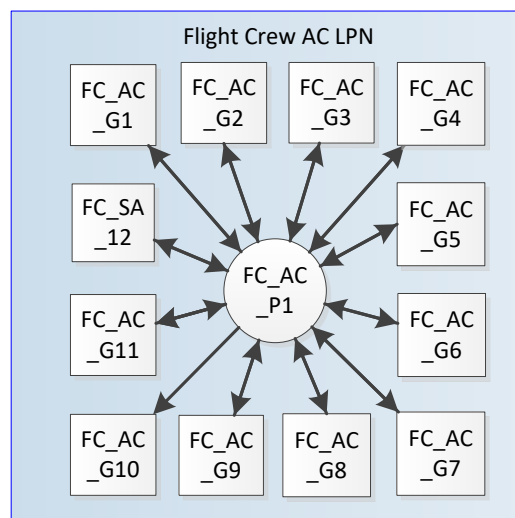 Flight Crew AC LPN
FC_AC
_G1
FC_AC
_G2
FC_AC
_G3
FC_AC
_G4
FC_SA
_12
FC_AC
_G5
FC_AC
_P1
FC_AC
_G11
FC_AC
_G6
FC_AC
_G10
FC_AC
_G9
FC_AC
_G8
FC_AC
_G7